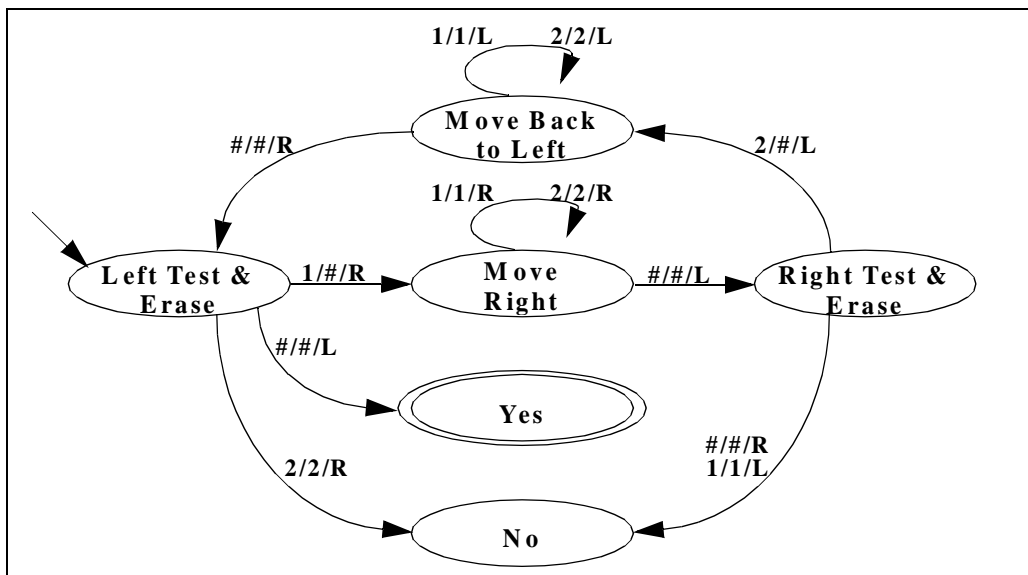 1/1/L 2/2/L
Move Back
to Left
#/#/R
2/#/L
1/1/R 2/2/R
Left Test &
Erase
1/#/R
Move
Right
#/#/L
Right Test &
Erase
#/#/L
Yes
#/#/R
1/1/L
2/2/R
No